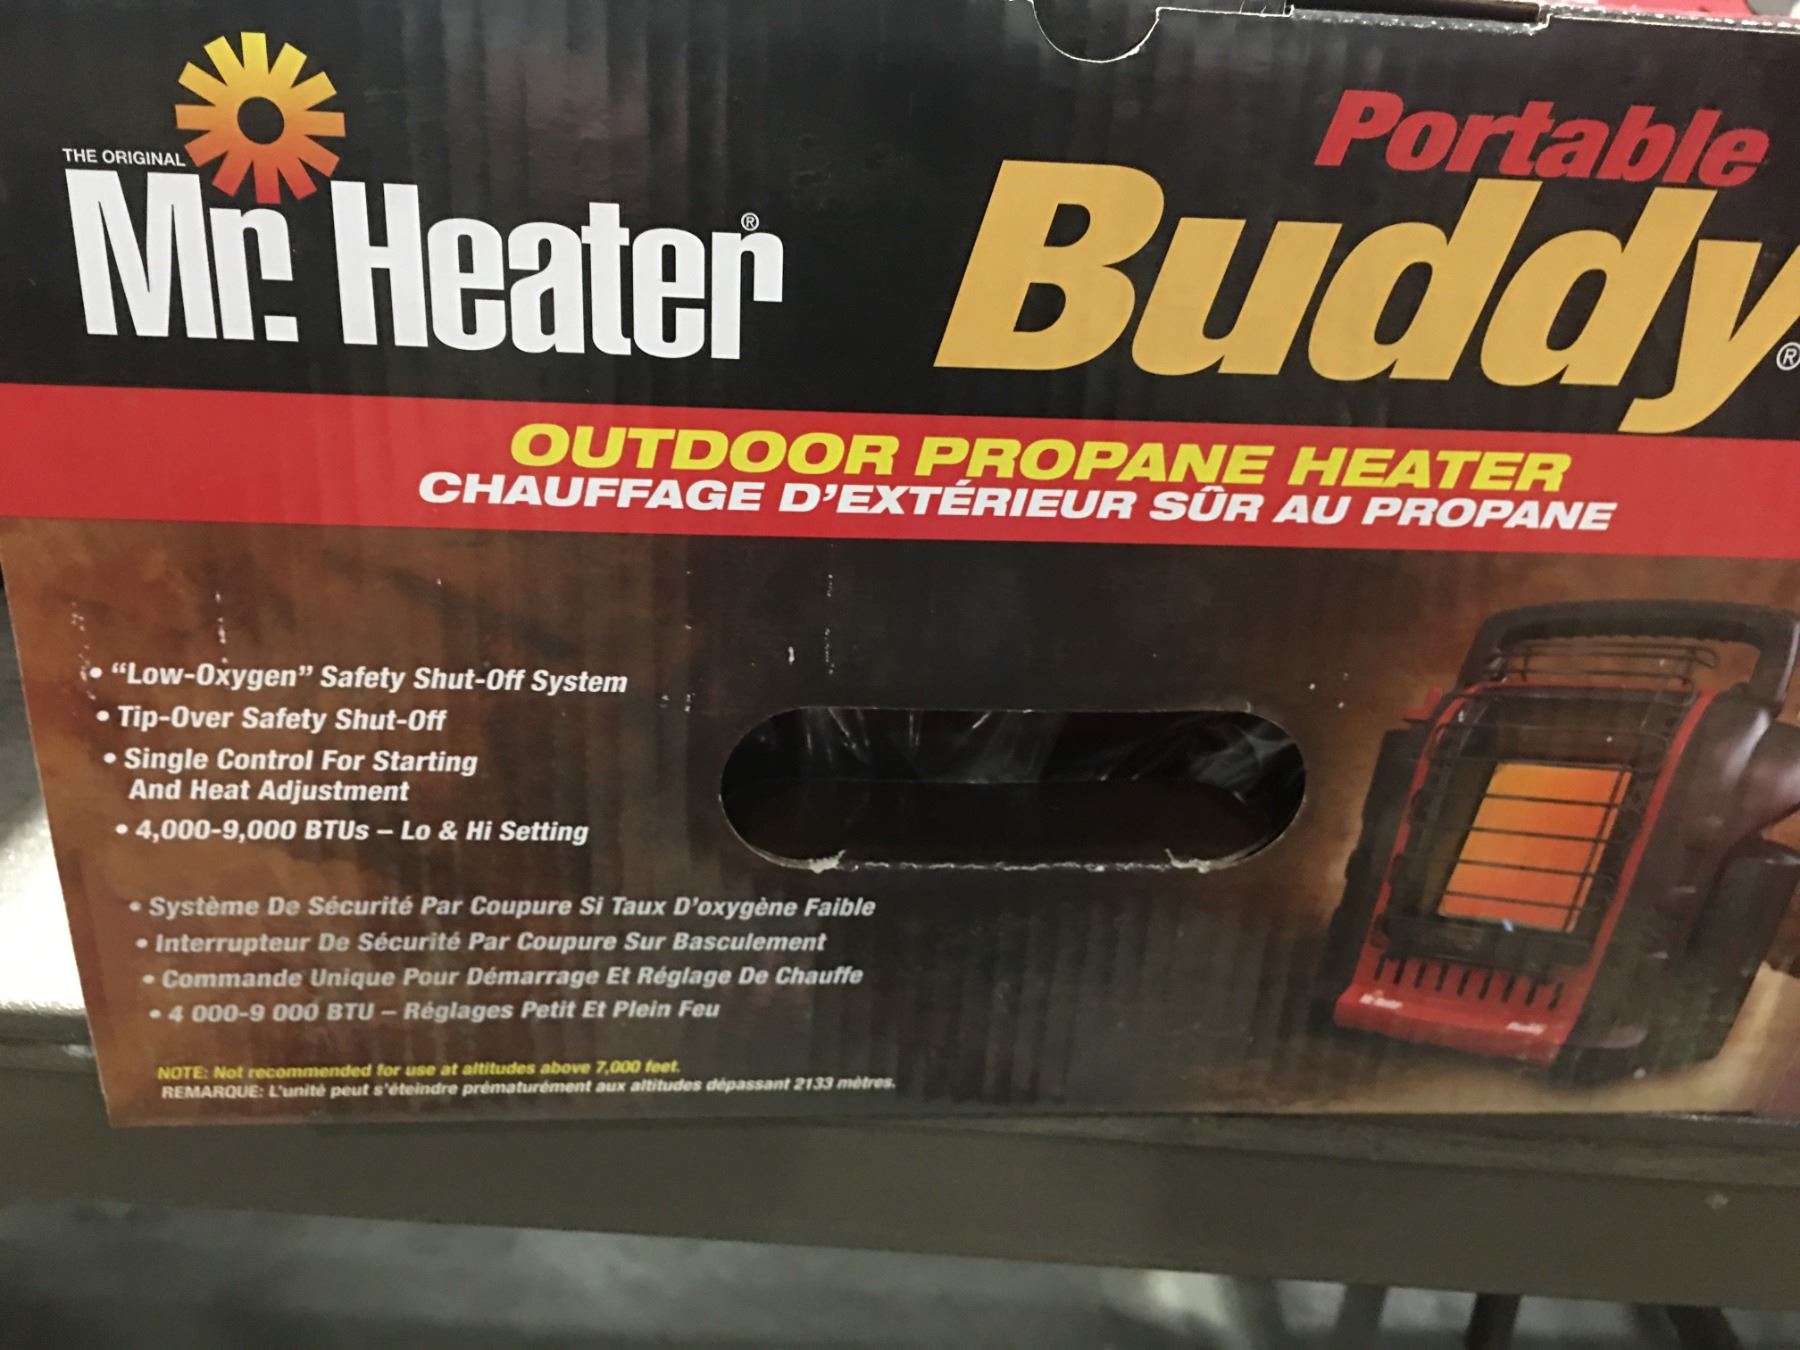 THE ORIGINAL
Mr. Heater®
Portable
Buddy®
OUTDOOR PROPANE HEATER
CHAUFFAGE D'EXTÉRIEUR SÛR AU PROPANE
• “Low-Oxygen” Safety Shut-Off System
• Tip-Over Safety Shut-Off
• Single Control For Starting
And Heat Adjustment
• 4,000-9,000 BTUs – Lo & Hi Setting
• Système De Sécurité Par Coupure Si Taux D'oxygène Faible
• Interrupteur De Sécurité Par Coupure Sur Basculement
• Commande Unique Pour Démarrage Et Réglage De Chauffe
• 4 000-9 000 BTU – Réglages Petit Et Plein Feu
NOTE: Not recommended for use at altitudes above 7,000 feet.
REMARQUE: L'unité peut s'éteindre prématurément aux altitudes dépassant 2133 mètres.
Mr. Heater
Buddy